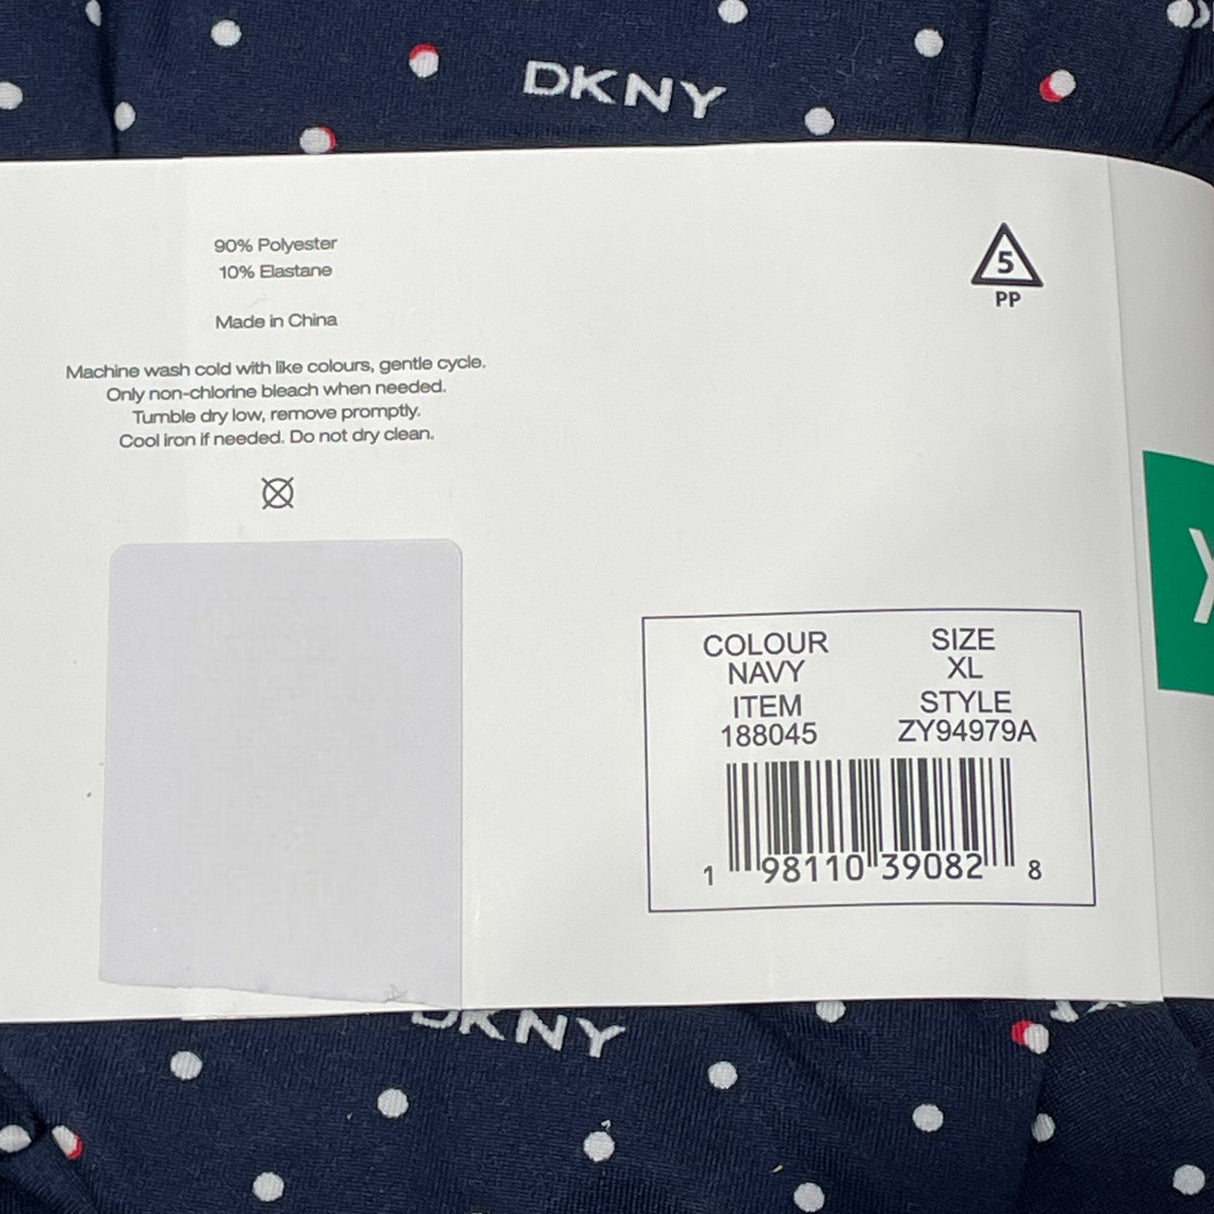 DKNY
90% Polyester
10% Elastane
Made in China
Machine wash cold with like colours, gentle cycle.
Only non-chlorine bleach when needed.
Tumble dry low, remove promptly.
Cool iron if needed. Do not dry clean.
5
PP
X
COLOUR SIZE
NAVY XL
ITEM STYLE
188045 ZY94979A
1 98110 39082 8
DKNY